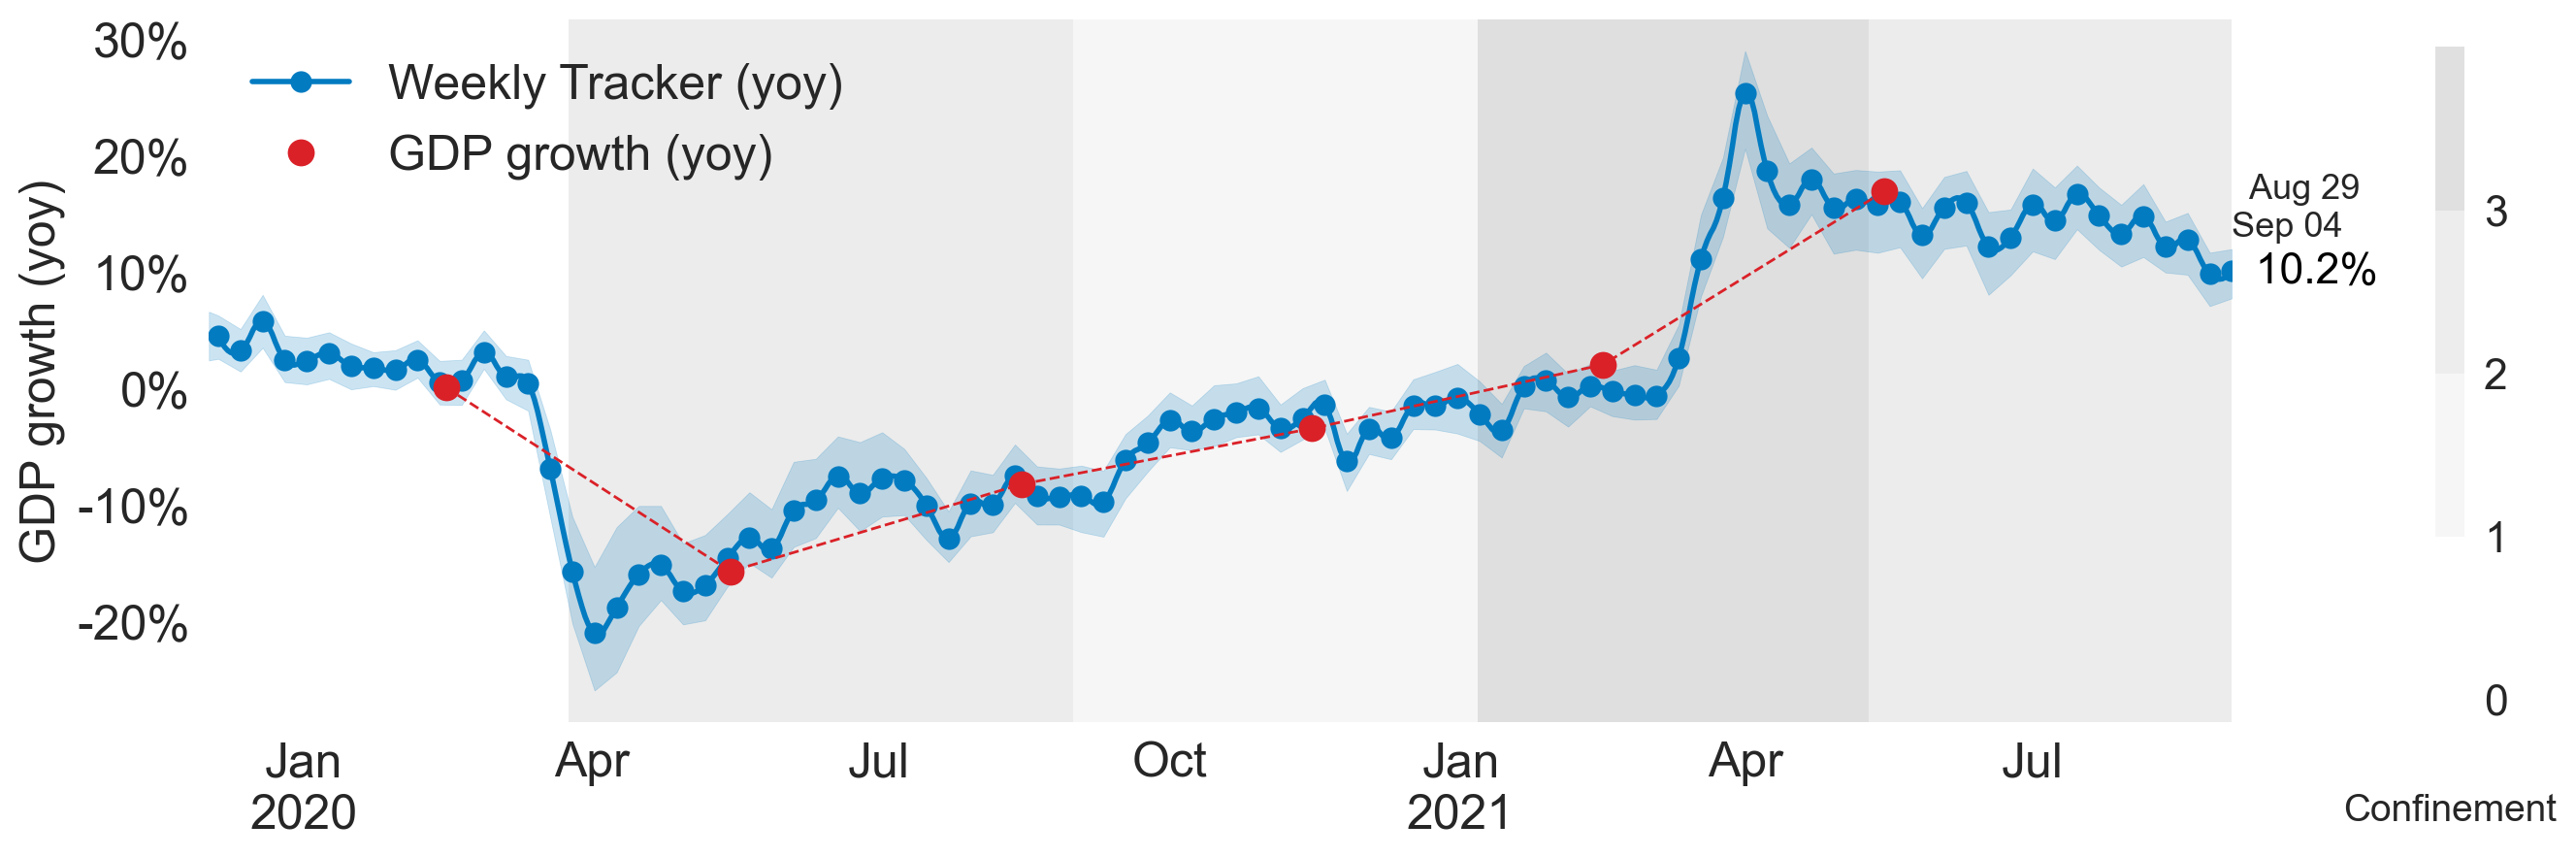 30%
20%
10%
0%
-10%
-20%
GDP growth (yoy)
Weekly Tracker (yoy)
GDP growth (yoy)
Aug 29
Sep 04
10.2%
3
2
1
0
Confinement
Jan
2020
Apr
Jul
Oct
Jan
2021
Apr
Jul